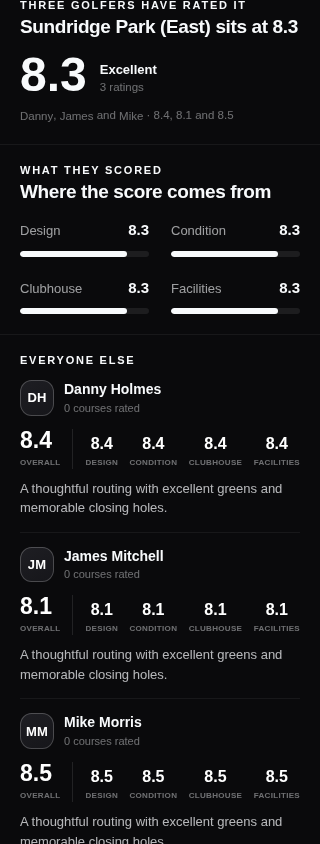 THREE GOLFERS HAVE RATED IT
Sundridge Park (East) sits at 8.3
8.3
Excellent
3 ratings
Danny, James and Mike · 8.4, 8.1 and 8.5
WHAT THEY SCORED
Where the score comes from
Design 8.3 Condition 8.3
Clubhouse 8.3 Facilities 8.3
EVERYONE ELSE
DH
Danny Holmes
0 courses rated
8.4 8.4 8.4 8.4 8.4
OVERALL DESIGN CONDITION CLUBHOUSE FACILITIES
A thoughtful routing with excellent greens and
memorable closing holes.
JM
James Mitchell
0 courses rated
8.1 8.1 8.1 8.1 8.1
OVERALL DESIGN CONDITION CLUBHOUSE FACILITIES
A thoughtful routing with excellent greens and
memorable closing holes.
MM
Mike Morris
0 courses rated
8.5 8.5 8.5 8.5 8.5
OVERALL DESIGN CONDITION CLUBHOUSE FACILITIES
A thoughtful routing with excellent greens and
memorable closing holes.